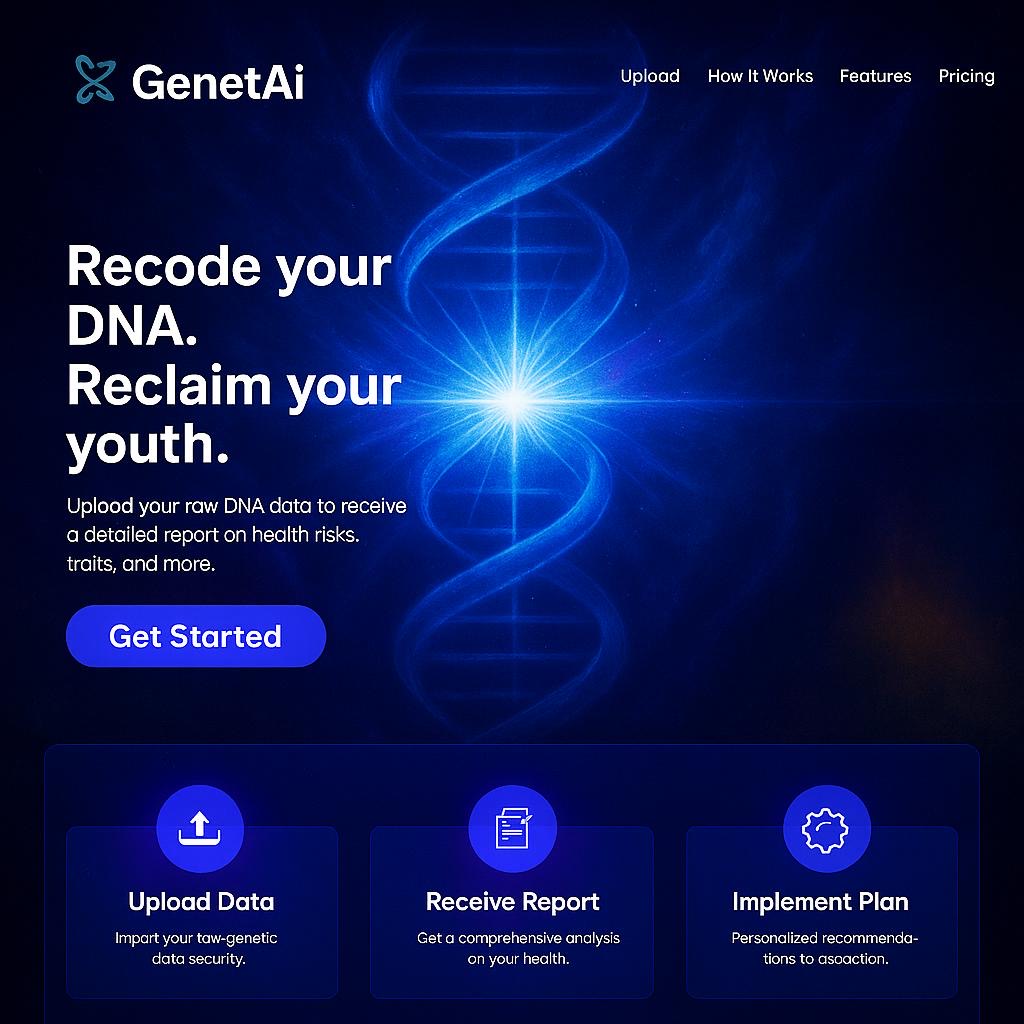 GenetAi
Upload How It Works Features Pricing
Recode your
DNA.
Reclaim your
youth.
Uplood your raw DNA data to receive
a detailed report on health risks.
traits, and more.
Get Started
Upload Data
Impart your taw-genetic
data security.
Receive Report
Get a comprehensive analysis
on your health.
Implement Plan
Personalized recommenda-
tions to asoaction.